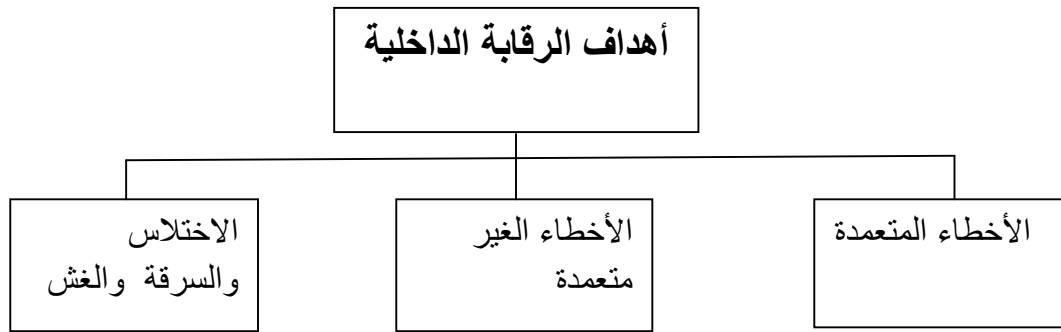 أهداف الرقابة الداخلية
الأخطاء المتعمدة
الأخطاء الغير
متعمدة
الاختلاس
والسرقة والغش